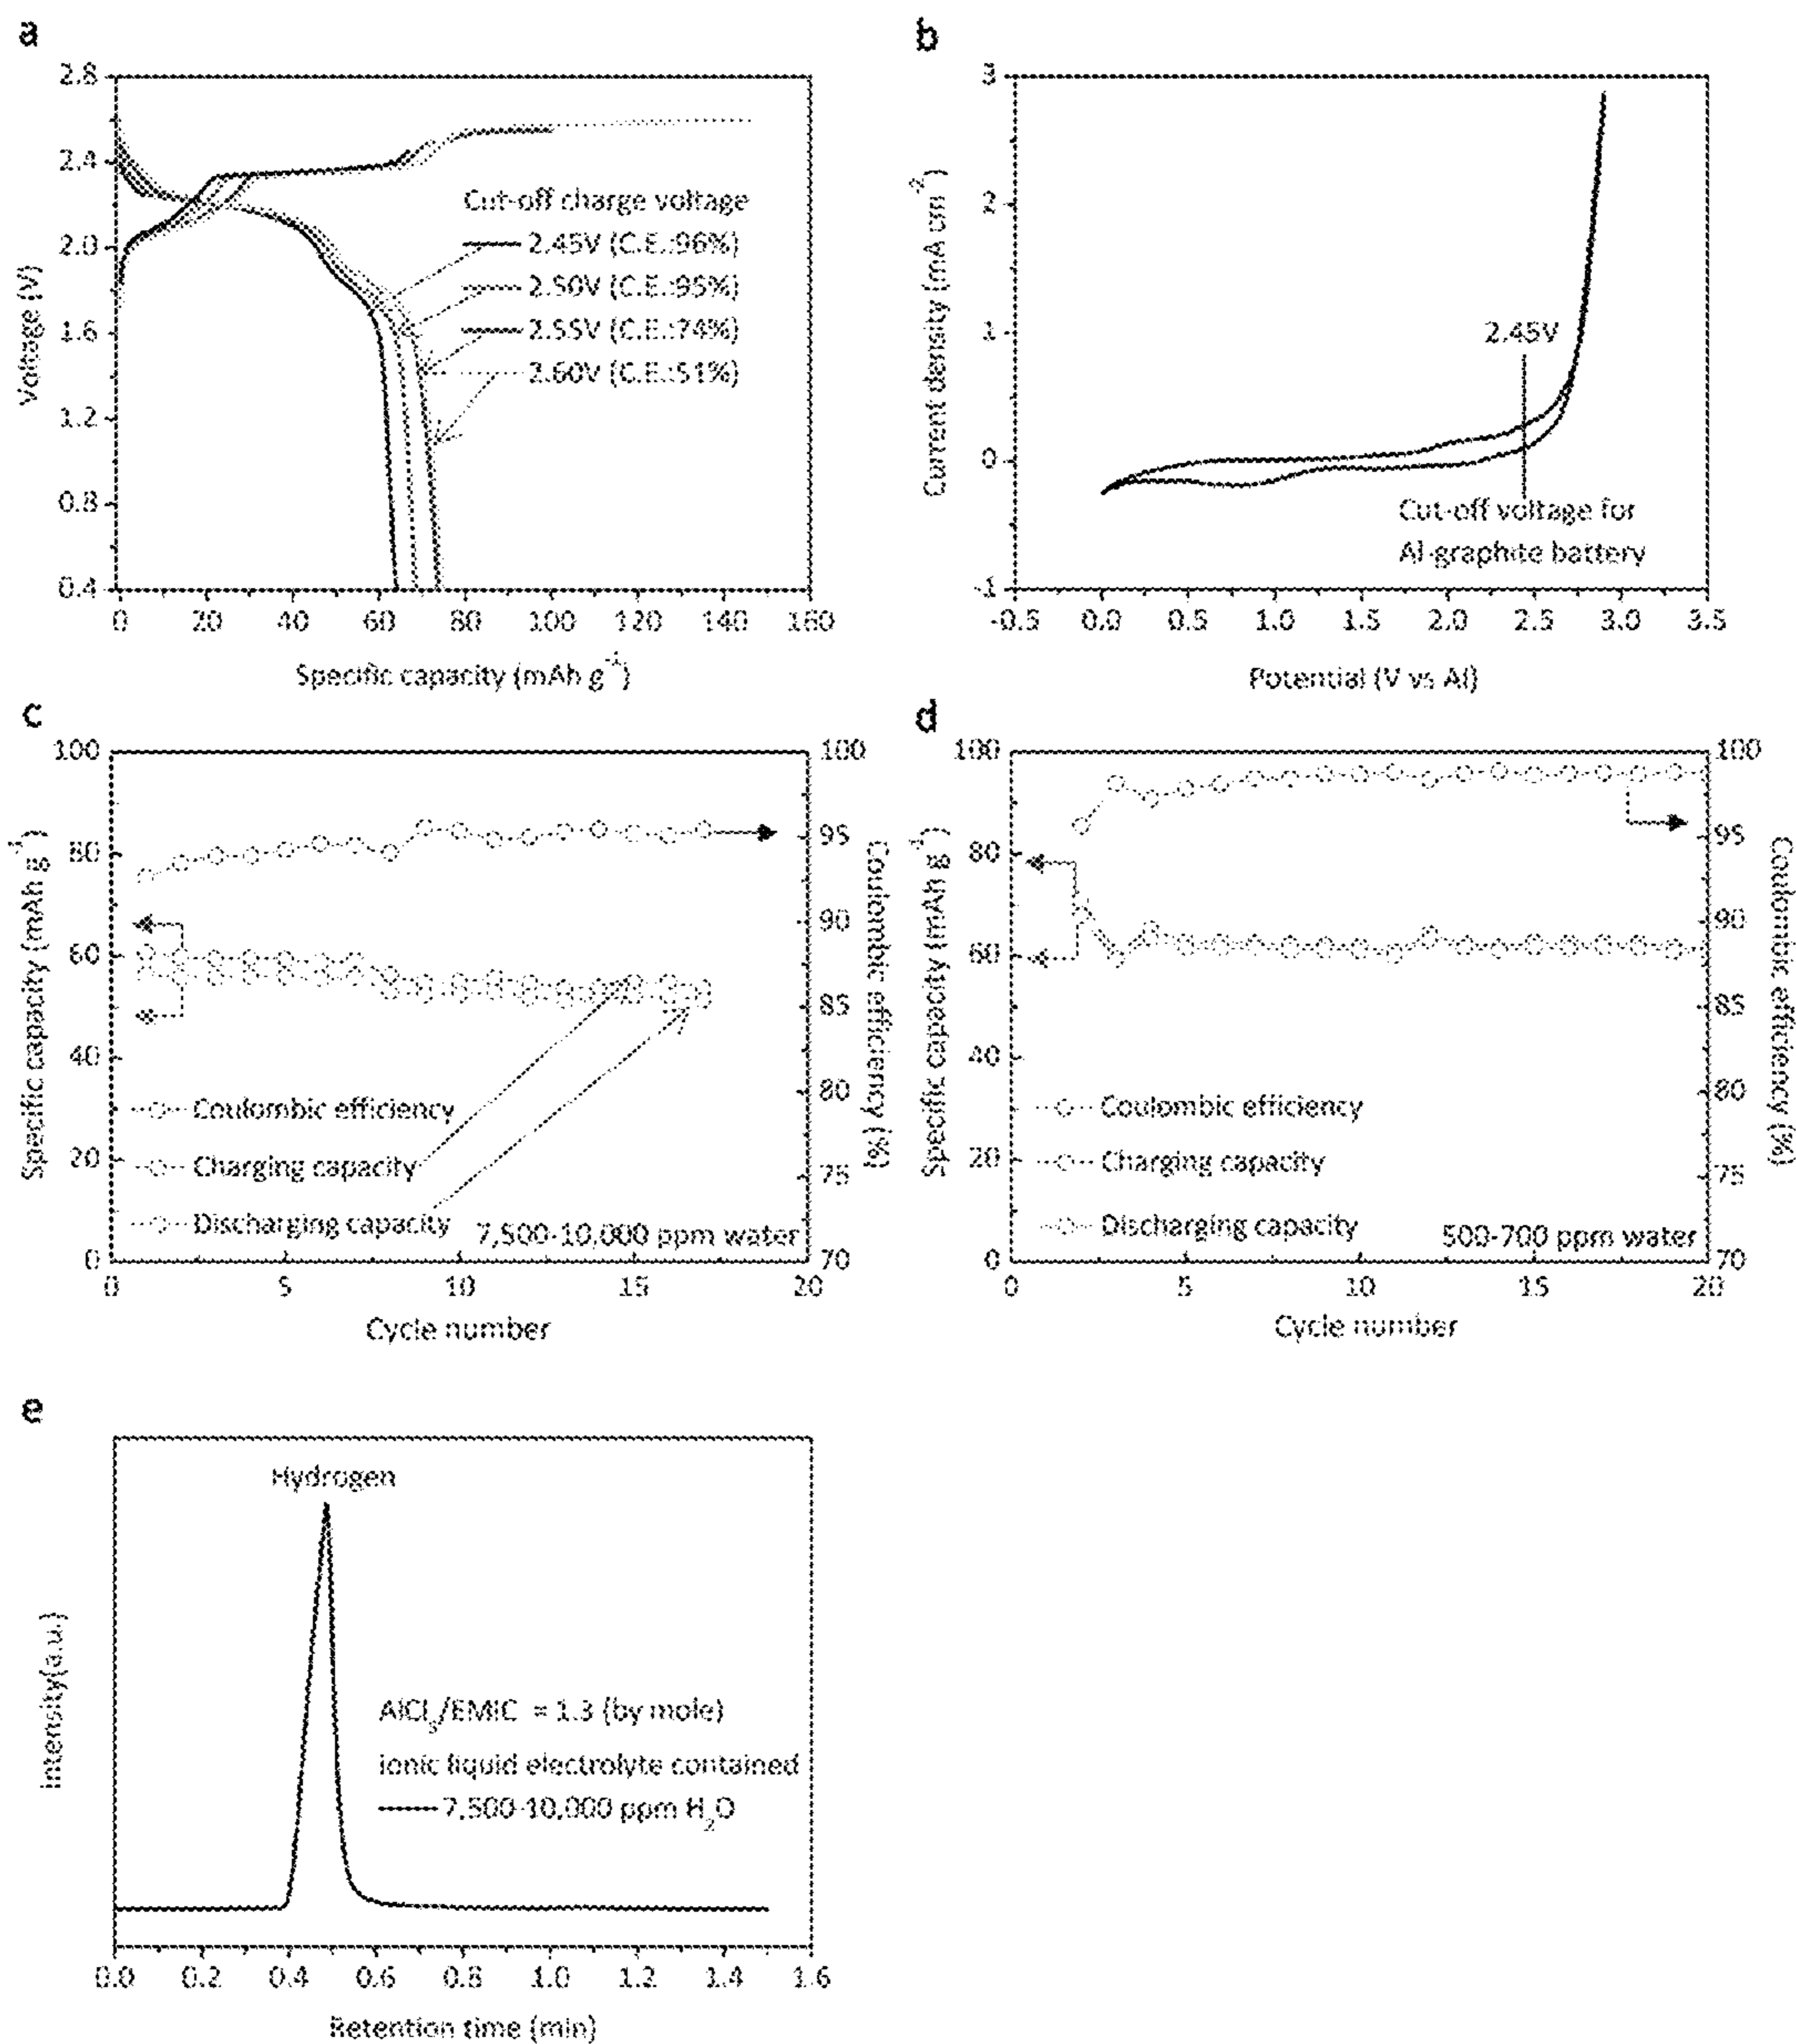 a
2.8
2.4
2.0
1.6
1.2
0.8
0.4
Voltage (V)
Cut-off charge voltage
2.45V (C.E.:96%)
2.50V (C.E.:95%)
2.55V (C.E.:74%)
2.60V (C.E.:51%)
0 20 40 60 80 100 120 140 160
Specific capacity (mAh g⁻¹)
b
3
2
1
0
-1
Current density (mA cm⁻²)
2.45V
Cut-off voltage for
Al-graphite battery
-0.5 0.0 0.5 1.0 1.5 2.0 2.5 3.0 3.5
Potential (V vs Al)
c
100
80
60
40
20
0
Specific capacity (mAh g⁻¹)
100
95
90
85
80
75
70
Coulombic efficiency (%)
Coulombic efficiency
Charging capacity
Discharging capacity
7,500-10,000 ppm water
0 5 10 15 20
Cycle number
d
100
80
60
40
20
0
Specific capacity (mAh g⁻¹)
100
95
90
85
80
75
70
Coulombic efficiency (%)
Coulombic efficiency
Charging capacity
Discharging capacity
500-700 ppm water
0 5 10 15 20
Cycle number
e
Hydrogen
Intensity(a.u.)
AlCl₃/EMIC = 1.3 (by mole)
ionic liquid electrolyte contained
7,500-10,000 ppm H₂O
0.0 0.2 0.4 0.6 0.8 1.0 1.2 1.4 1.6
Retention time (min)